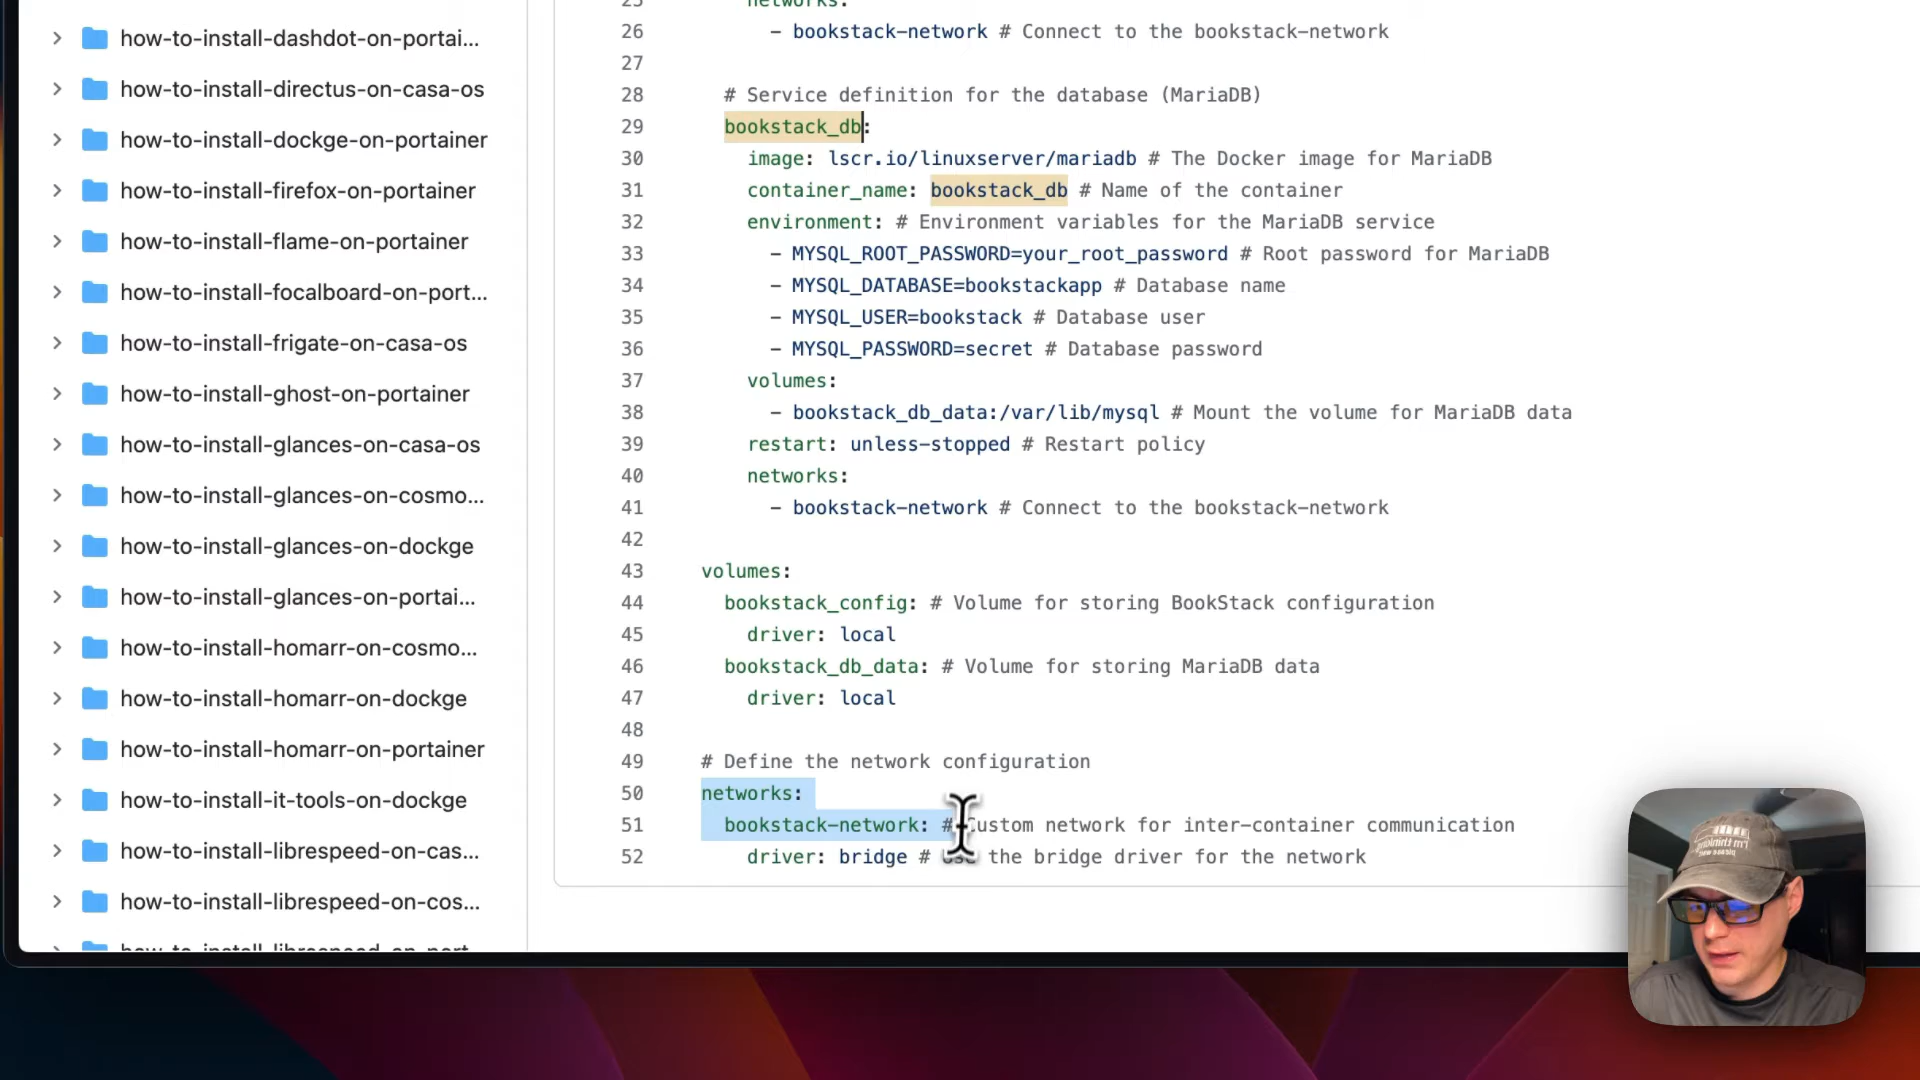 how-to-install-dashdot-on-portai...
how-to-install-directus-on-casa-os
how-to-install-dockge-on-portainer
how-to-install-firefox-on-portainer
how-to-install-flame-on-portainer
how-to-install-focalboard-on-port...
how-to-install-frigate-on-casa-os
how-to-install-ghost-on-portainer
how-to-install-glances-on-casa-os
how-to-install-glances-on-cosmo...
how-to-install-glances-on-dockge
how-to-install-glances-on-portai...
how-to-install-homarr-on-cosmo...
how-to-install-homarr-on-dockge
how-to-install-homarr-on-portainer
how-to-install-it-tools-on-dockge
how-to-install-librespeed-on-cas...
how-to-install-librespeed-on-cos...
how-to-install-librespeed-on-port
25 networks:
26 - bookstack-network # Connect to the bookstack-network
27
28 # Service definition for the database (MariaDB)
29 bookstack_db:
30 image: lscr.io/linuxserver/mariadb # The Docker image for MariaDB
31 container_name: bookstack_db # Name of the container
32 environment: # Environment variables for the MariaDB service
33 - MYSQL_ROOT_PASSWORD=your_root_password # Root password for MariaDB
34 - MYSQL_DATABASE=bookstackapp # Database name
35 - MYSQL_USER=bookstack # Database user
36 - MYSQL_PASSWORD=secret # Database password
37 volumes:
38 - bookstack_db_data:/var/lib/mysql # Mount the volume for MariaDB data
39 restart: unless-stopped # Restart policy
40 networks:
41 - bookstack-network # Connect to the bookstack-network
42
43 volumes:
44 bookstack_config: # Volume for storing BookStack configuration
45 driver: local
46 bookstack_db_data: # Volume for storing MariaDB data
47 driver: local
48
49 # Define the network configuration
50 networks:
51 bookstack-network: # Custom network for inter-container communication
52 driver: bridge # Use the bridge driver for the network